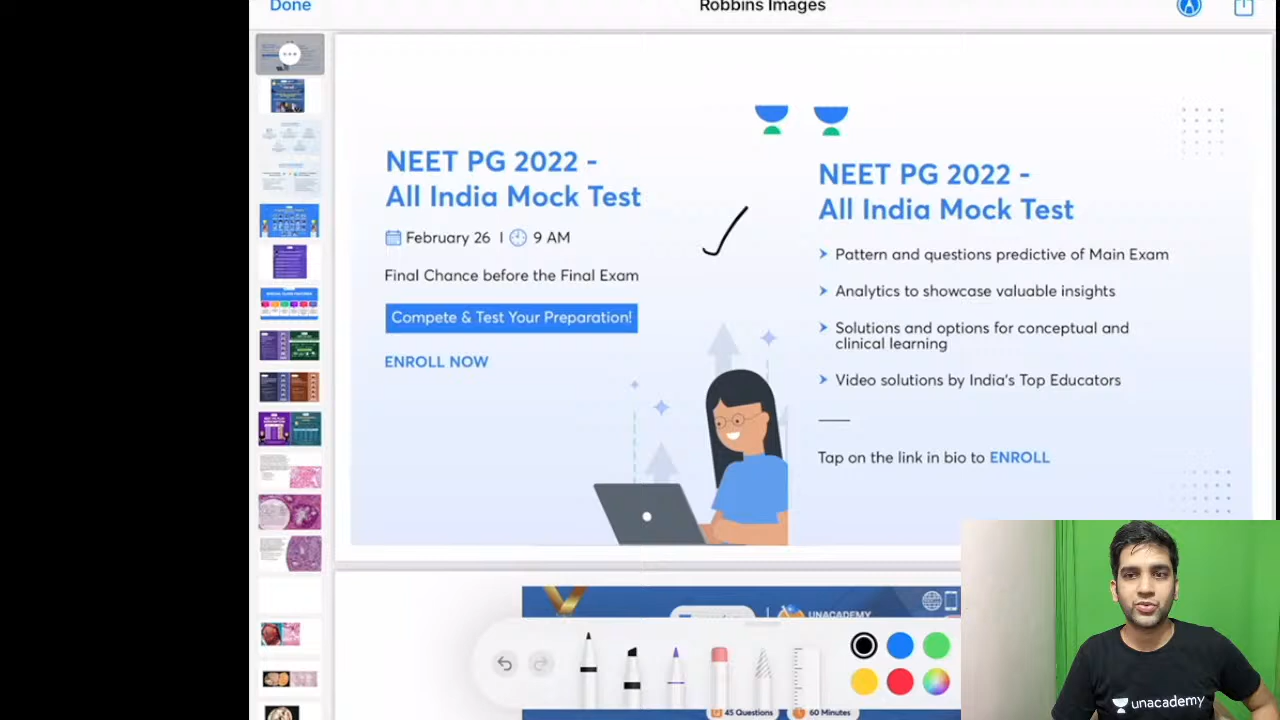 Done
Robbins Images
NEET PG 2022 -
All India Mock Test
February 26 | 9 AM
Final Chance before the Final Exam
Compete & Test Your Preparation!
ENROLL NOW
NEET PG 2022 -
All India Mock Test
Pattern and questions predictive of Main Exam
Analytics to showcase valuable insights
Solutions and options for conceptual and
clinical learning
Video solutions by India's Top Educators
Tap on the link in bio to ENROLL
UNACADEMY
45 Questions
60 Minutes
unacademy